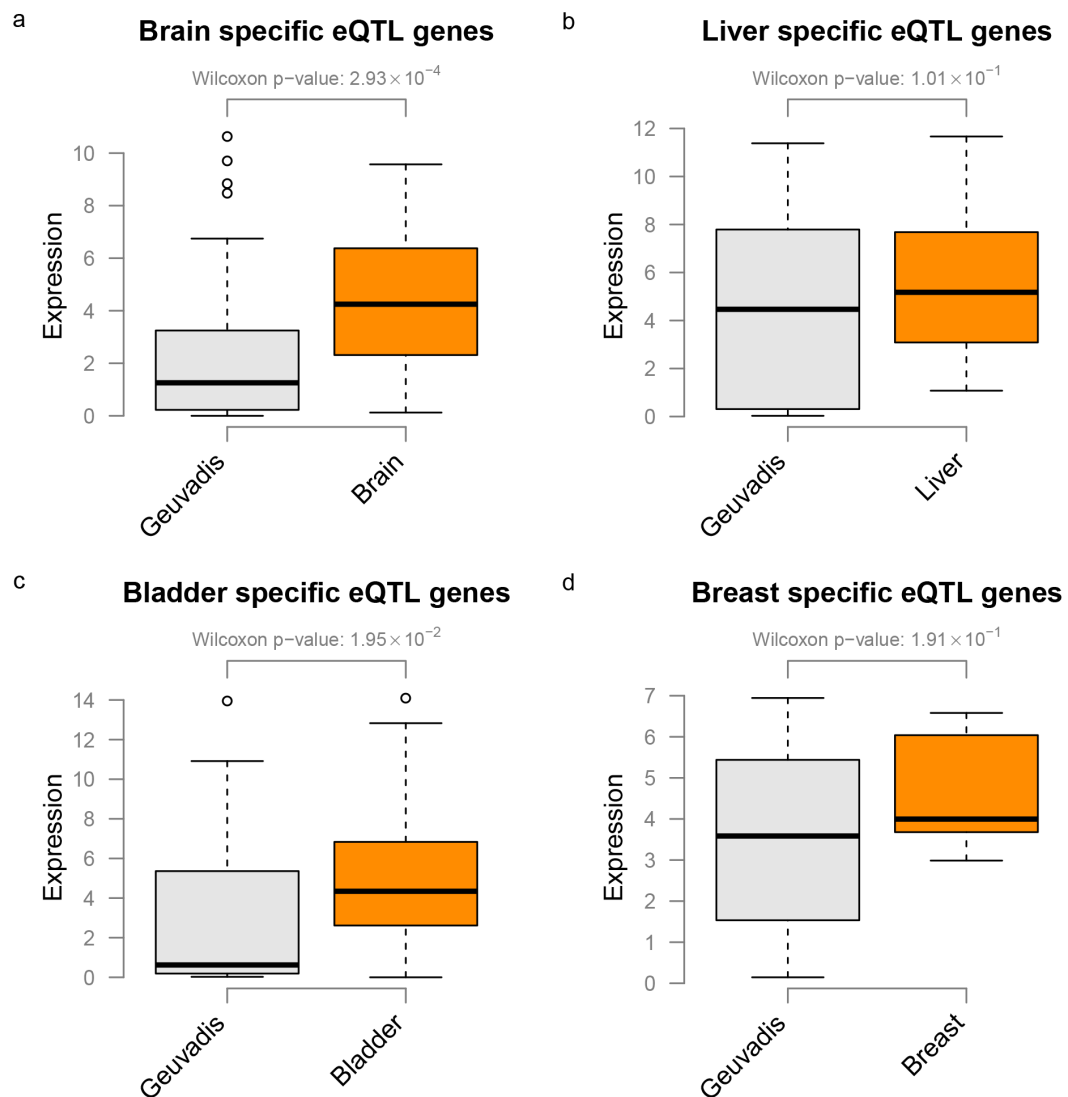 a
Brain specific eQTL genes
Wilcoxon p−value: 2.93×10−4
10
8
6
4
2
0
Expression
Geuvadis
Brain
b
Liver specific eQTL genes
Wilcoxon p−value: 1.01×10−1
12
10
8
6
4
2
0
Expression
Geuvadis
Liver
c
Bladder specific eQTL genes
Wilcoxon p−value: 1.95×10−2
14
12
10
8
6
4
2
0
Expression
Geuvadis
Bladder
d
Breast specific eQTL genes
Wilcoxon p−value: 1.91×10−1
7
6
5
4
3
2
1
0
Expression
Geuvadis
Breast